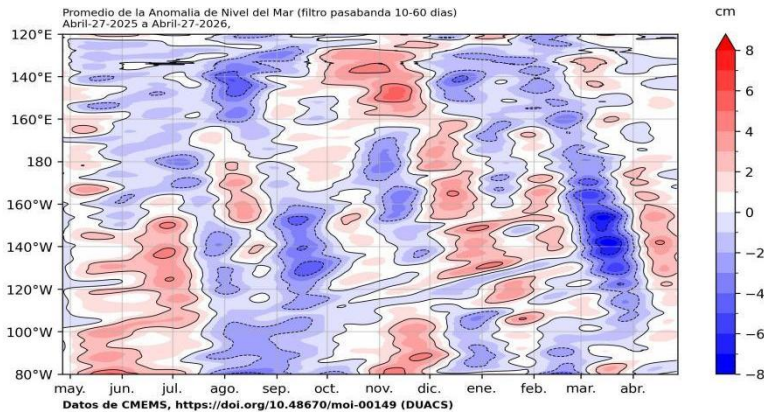 Promedio de la Anomalia de Nivel del Mar (filtro pasabanda 10-60 dias)
Abril-27-2025 a Abril-27-2026,
cm
120°E
140°E
160°E
180
160°W
140°W
120°W
100°W
80°W
may. jun. jul. ago. sep. oct. nov. dic. ene. feb. mar. abr.
8
6
4
2
0
−2
−4
−6
−8
Datos de CMEMS, https://doi.org/10.48670/moi-00149 (DUACS)